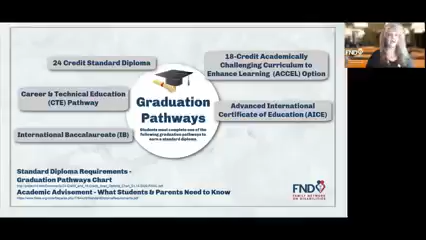 24 Credit Standard Diploma
18-Credit Academically
Challenging Curriculum to
Enhance Learning (ACCEL) Option
Career & Technical Education
(CTE) Pathway
Graduation
Pathways
Students must complete one of the
following graduation pathways to
earn a standard diploma.
Advanced International
Certificate of Education (AICE)
International Baccalaureate (IB)
Standard Diploma Requirements -
Graduation Pathways Chart
Academic Advisement - What Students & Parents Need to Know
FND
FAMILY NETWORK
ON DISABILITIES
FND